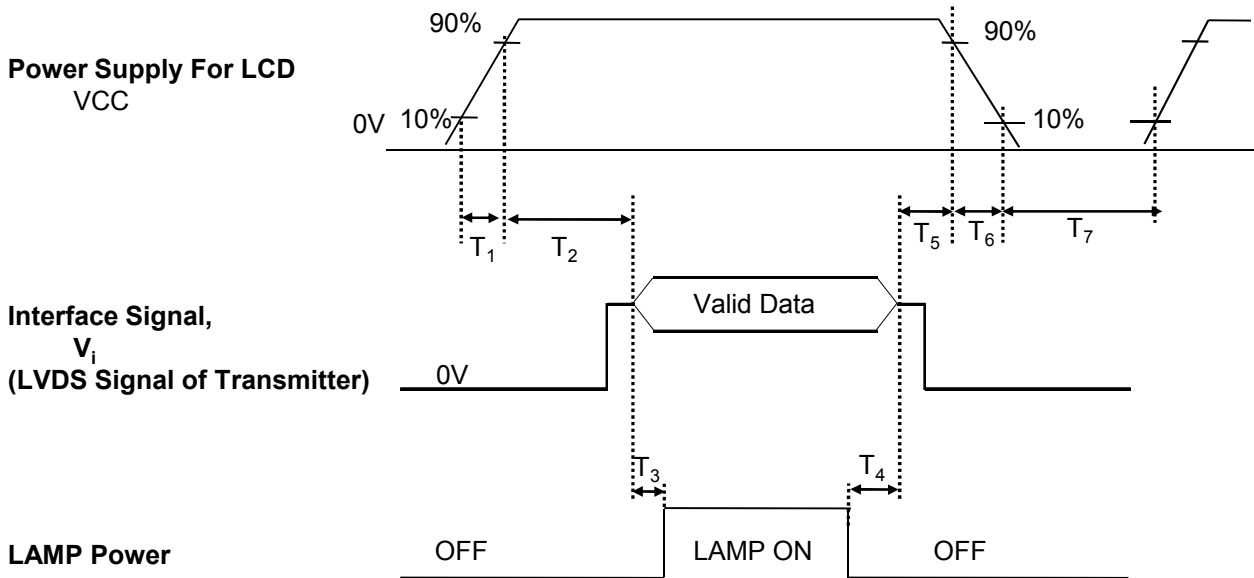 90%
90%
Power Supply For LCD
VCC
0V
10%
10%
T₁
T₂
T₅
T₆
T₇
Interface Signal,
Vᵢ
(LVDS Signal of Transmitter)
Valid Data
0V
T₃
T₄
LAMP Power
OFF
LAMP ON
OFF